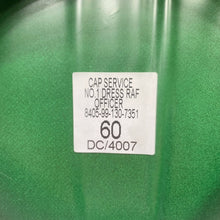 CAP SERVICE
NO.1 DRESS RAF
OFFICER
8405-99-130-7351
60
DC/4007